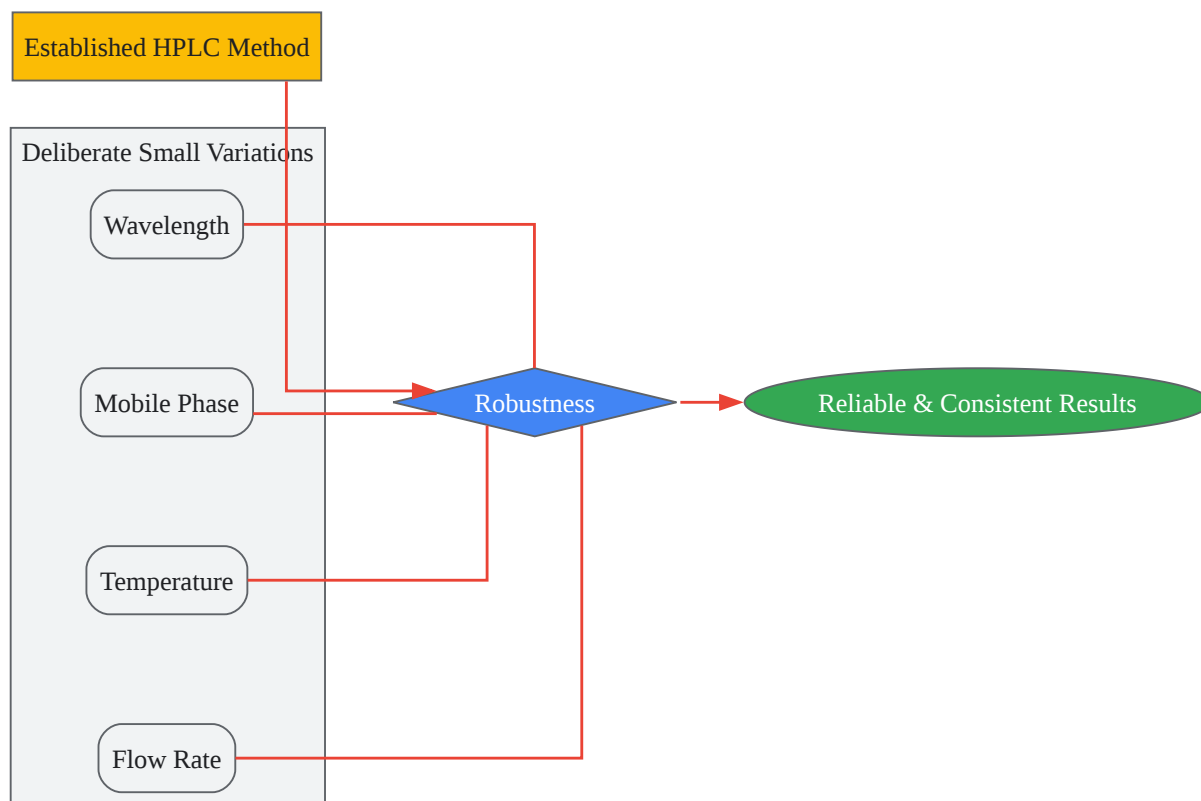 Established HPLC Method
Deliberate Small Variations
Wavelength
Mobile Phase
Robustness
Reliable & Consistent Results
Temperature
Flow Rate